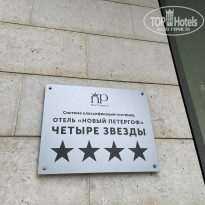 TOP Hotels
Система классификации гостиниц
ОТЕЛЬ «НОВЫЙ ПЕТЕРГОФ»
ЧЕТЫРЕ ЗВЕЗДЫ